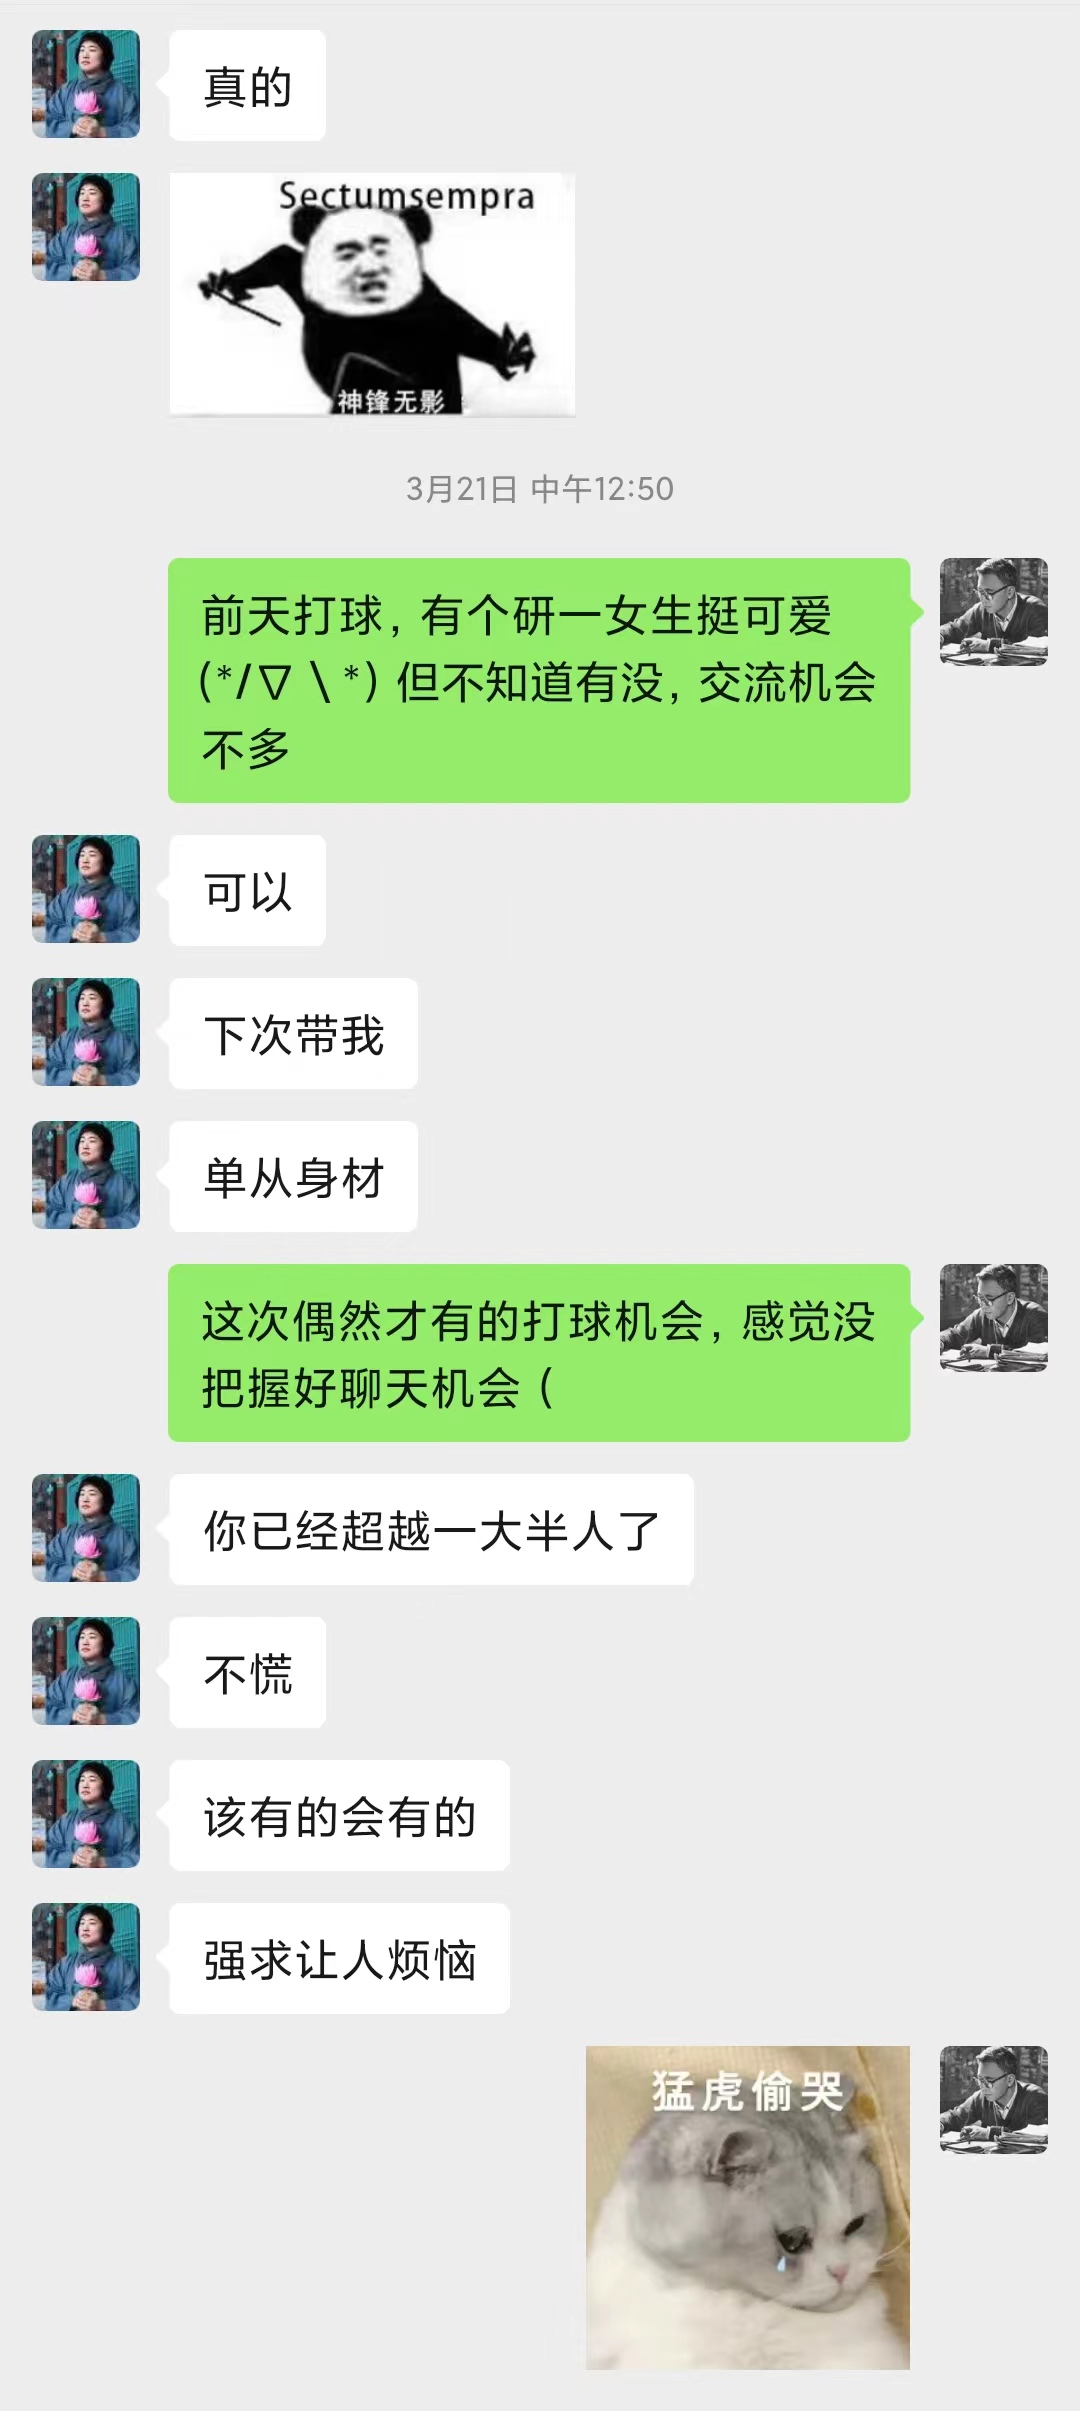 真的
Sectumsempra
神锋无影
3月21日 中午12:50
前天打球，有个研一女生挺可爱
(*/∇＼*) 但不知道有没，交流机会
不多
可以
下次带我
单从身材
这次偶然才有的打球机会，感觉没
把握好聊天机会（
你已经超越一大半人了
不慌
该有的会有的
强求让人烦恼
猛虎偷哭